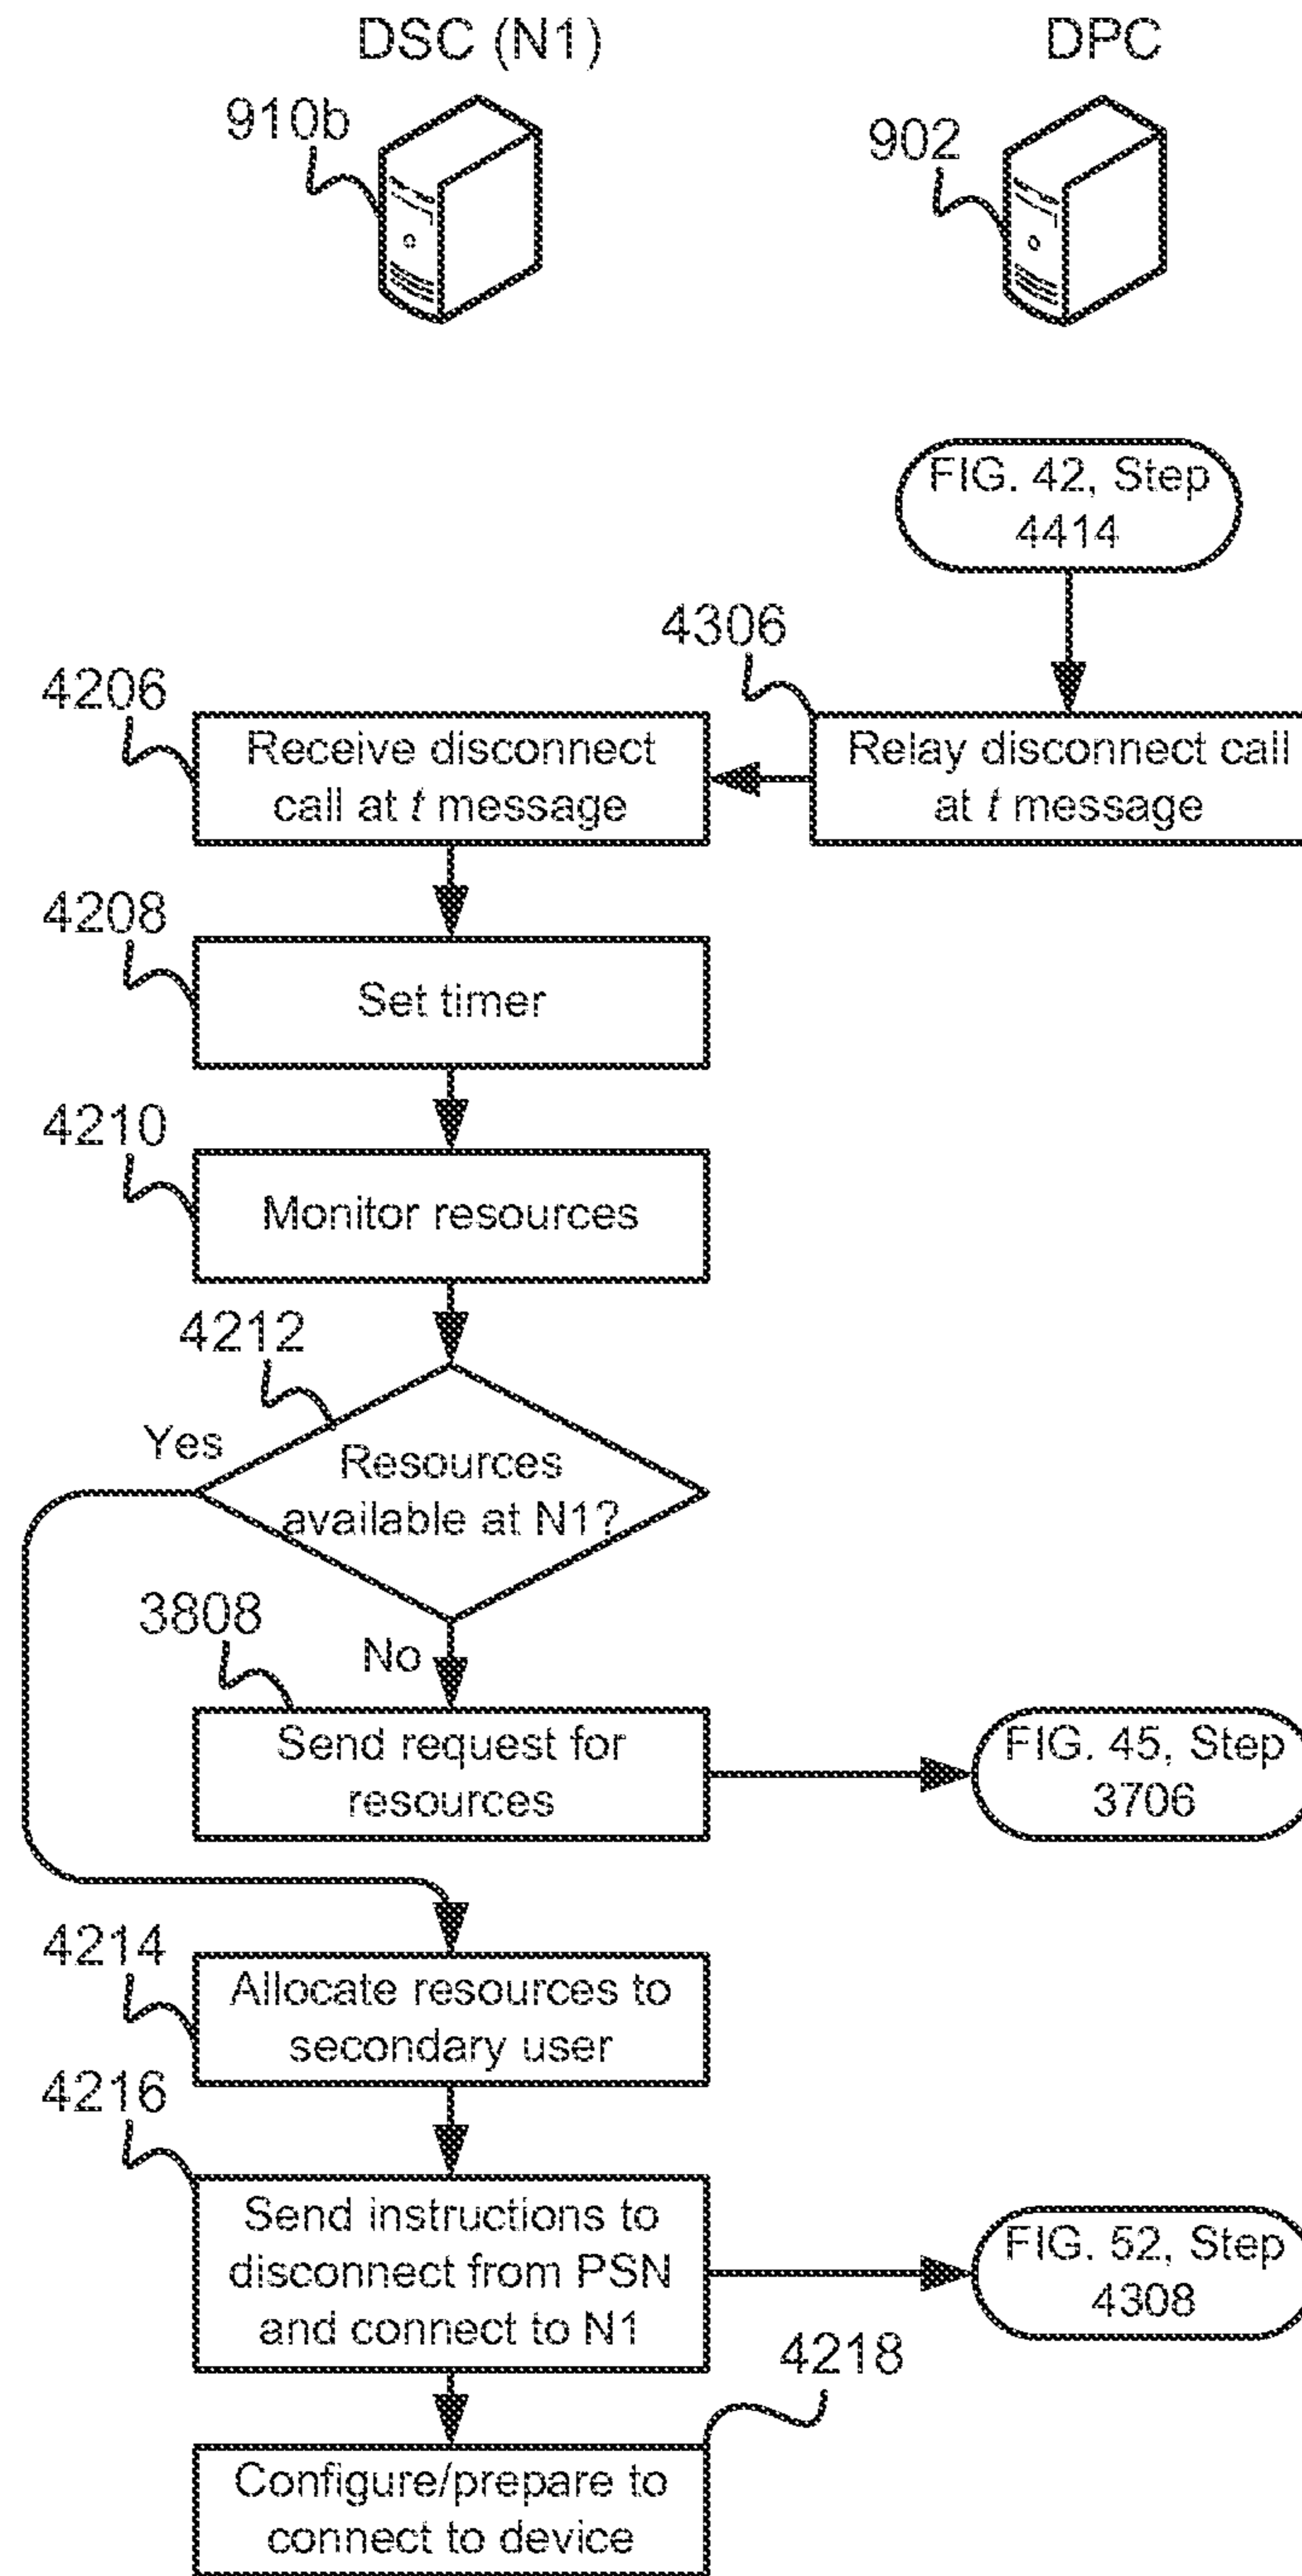 DSC (N1)
DPC
910b
902
FIG. 42, Step
4414
4306
4206
Relay disconnect call
at t message
Receive disconnect
call at t message
4208
Set timer
4210
Monitor resources
4212
Yes
Resources
available at N1?
3808
No
Send request for
resources
FIG. 45, Step
3706
4214
Allocate resources to
secondary user
4216
Send instructions to
disconnect from PSN
and connect to N1
FIG. 52, Step
4308
4218
Configure/prepare to
connect to device